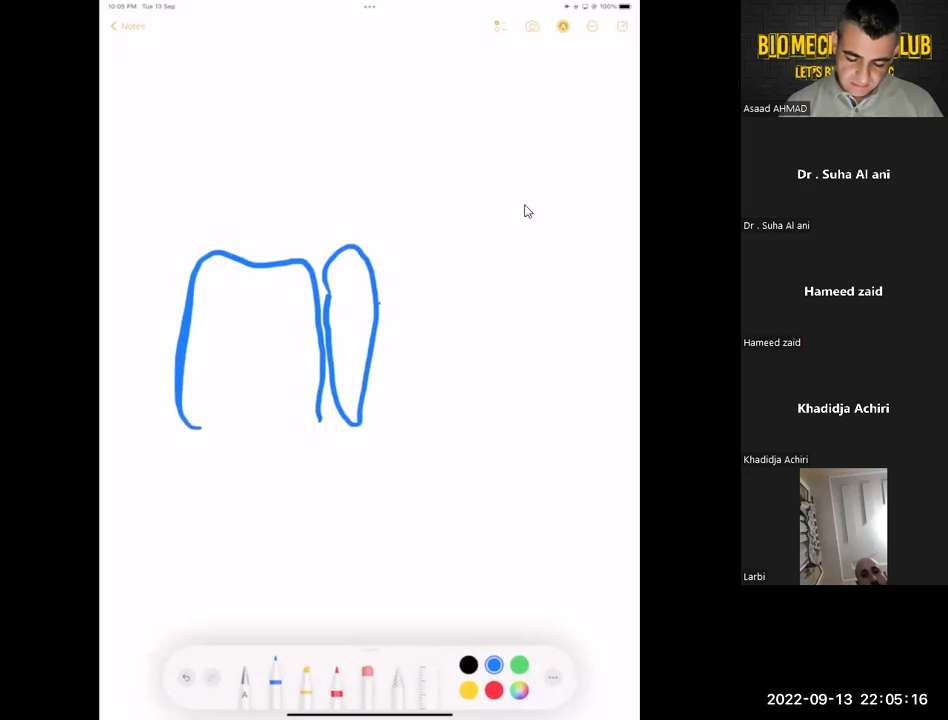 10:05 PM Tue 13 Sep
100%
Notes
A
A
BIOMEC LUB
LET'S B C
Asaad AHMAD
Dr . Suha Al ani
Dr . Suha Al ani
Hameed zaid
Hameed zaid
Khadidja Achiri
Khadidja Achiri
Larbi
2022-09-13 22:05:16